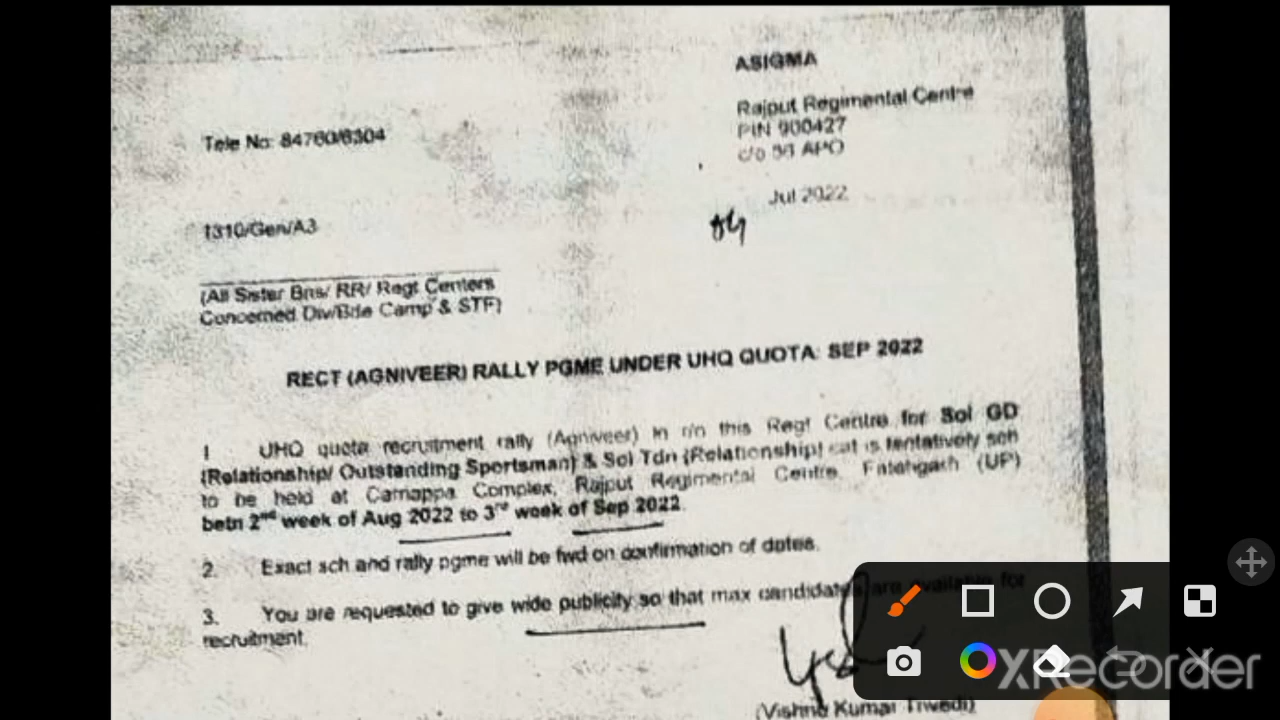 ASIGMA
Rajput Regimental Centre
Tele No: 84760/6304
PIN 900427
c/o 56 APO
Jul 2022
1310/Gen/A3
(All Sister Bns/ RR/ Regt Centers
Concerned Div/Bde Camp & STF)
RECT (AGNIVEER) RALLY PGME UNDER UHQ QUOTA: SEP 2022
1 UHQ quote recruitment rally (Agniveer) in r/o this Regt Centre for Sol GD
(Relationship/ Outstanding Sportsman) & Sol Tdn (Relationship) cat is tentatively sch
to be held at Complex, Rajput Regimental Centre, Fatehgarh (UP)
betn 2nd week of Aug 2022 to 3rd week of Sep 2022.
2. Exact sch and rally pgme will be fwd on confirmation of dates.
3. You are requested to give wide publicity so that max candidates are available for
recruitment.
XRecorder
(Vishnu Kumar Tiwedi)